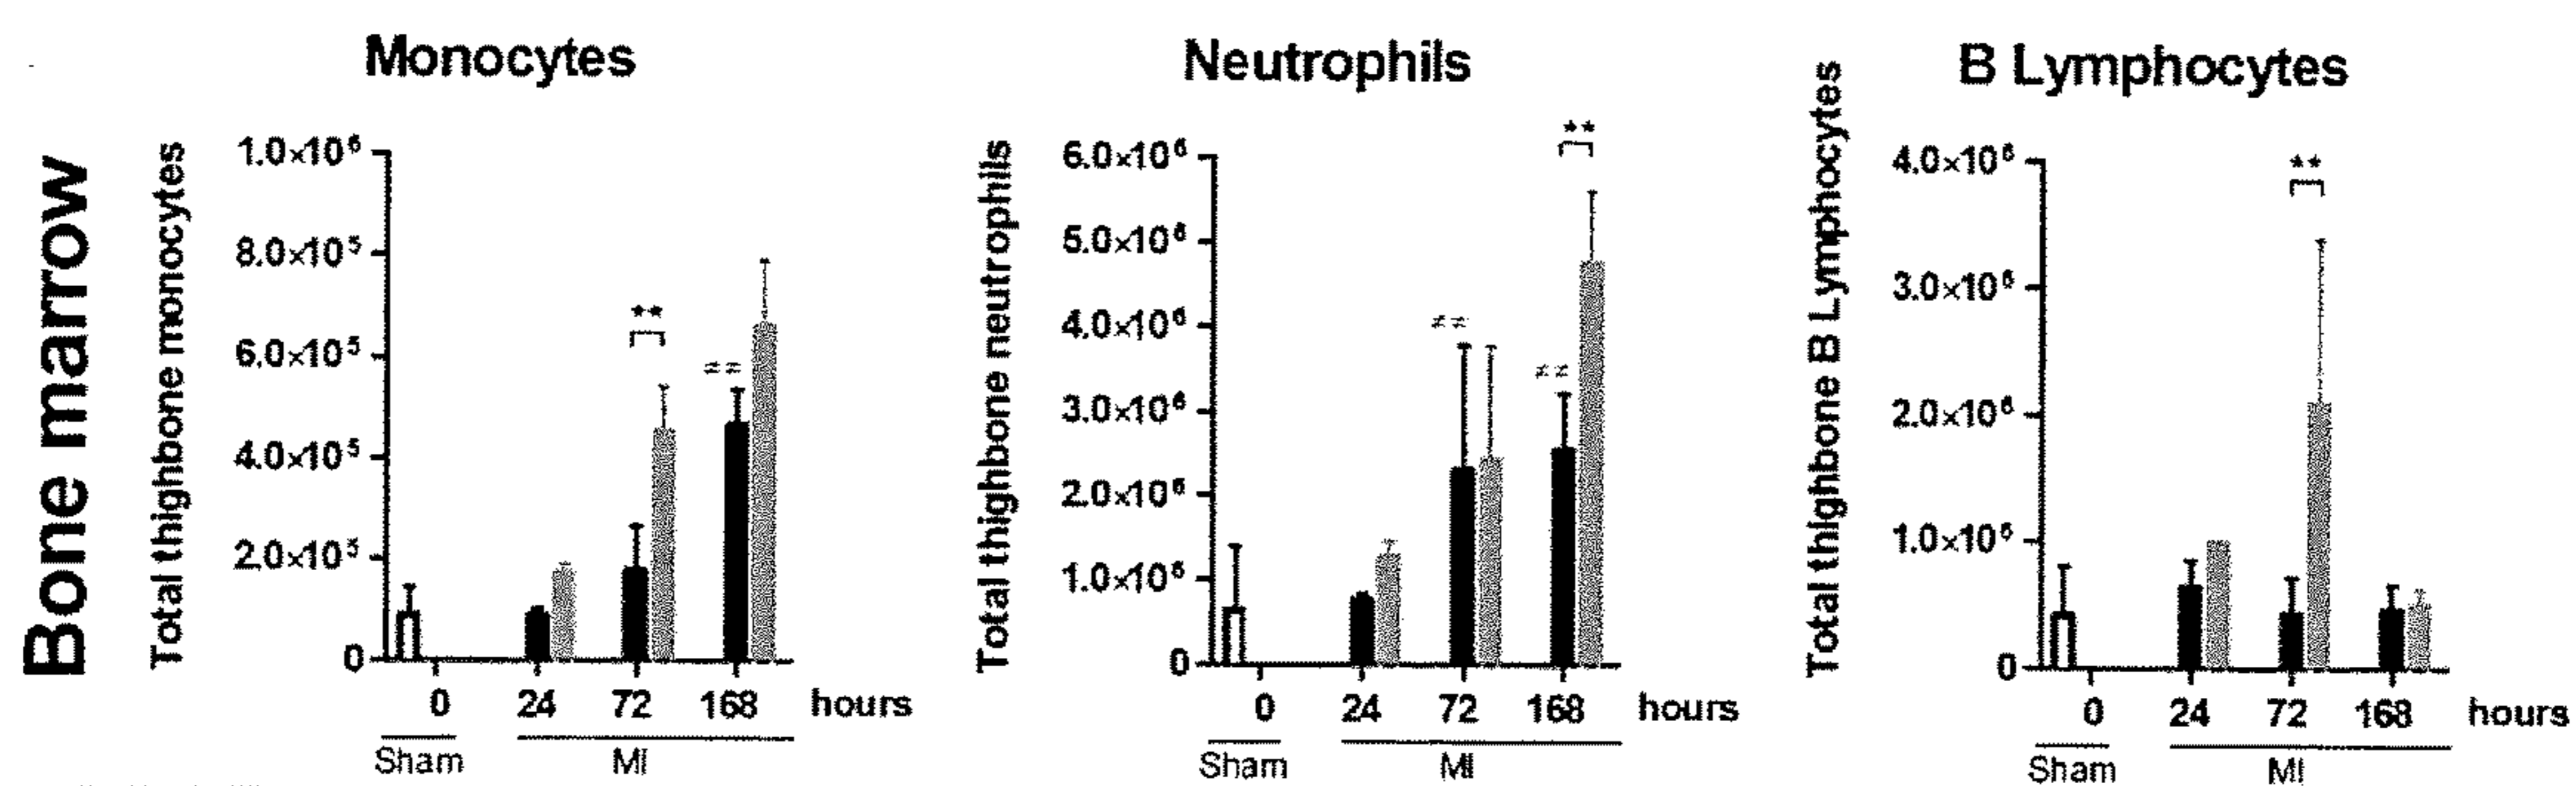 Bone marrow
Monocytes
Total thighbone monocytes
1.0×10⁶
8.0×10⁵
6.0×10⁵
4.0×10⁵
2.0×10⁵
0
**
≠≠
0 24 72 168 hours
Sham MI
Neutrophils
Total thighbone neutrophils
6.0×10⁶
5.0×10⁶
4.0×10⁶
3.0×10⁶
2.0×10⁶
1.0×10⁶
0
**
≠≠
≠≠
0 24 72 168 hours
Sham MI
B Lymphocytes
Total thighbone B Lymphocytes
4.0×10⁶
3.0×10⁶
2.0×10⁶
1.0×10⁶
0
**
0 24 72 168 hours
Sham MI